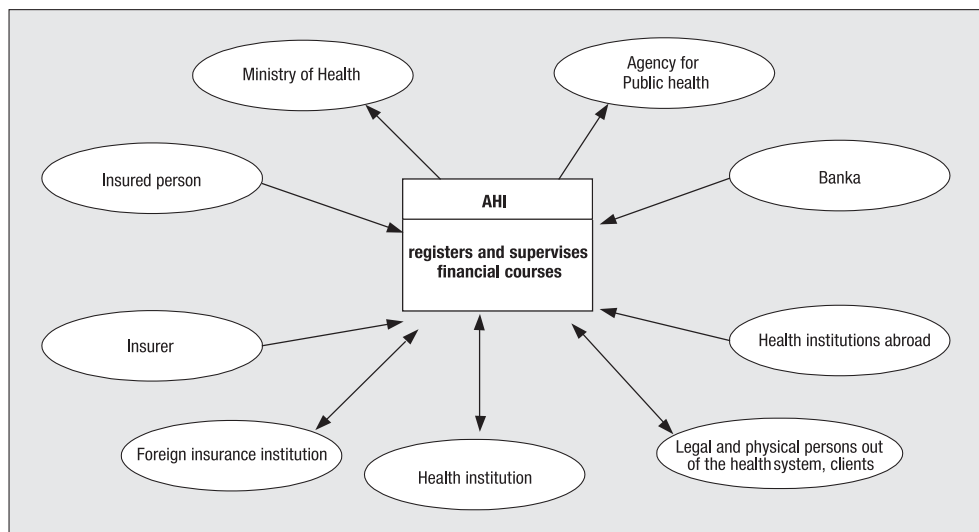 Ministry of Health
Agency for
Public health
Insured person
Banka
AHI
registers and supervises
financial courses
Insurer
Health institutions abroad
Foreign insurance institution
Health institution
Legal and physical persons out
of the health system, clients